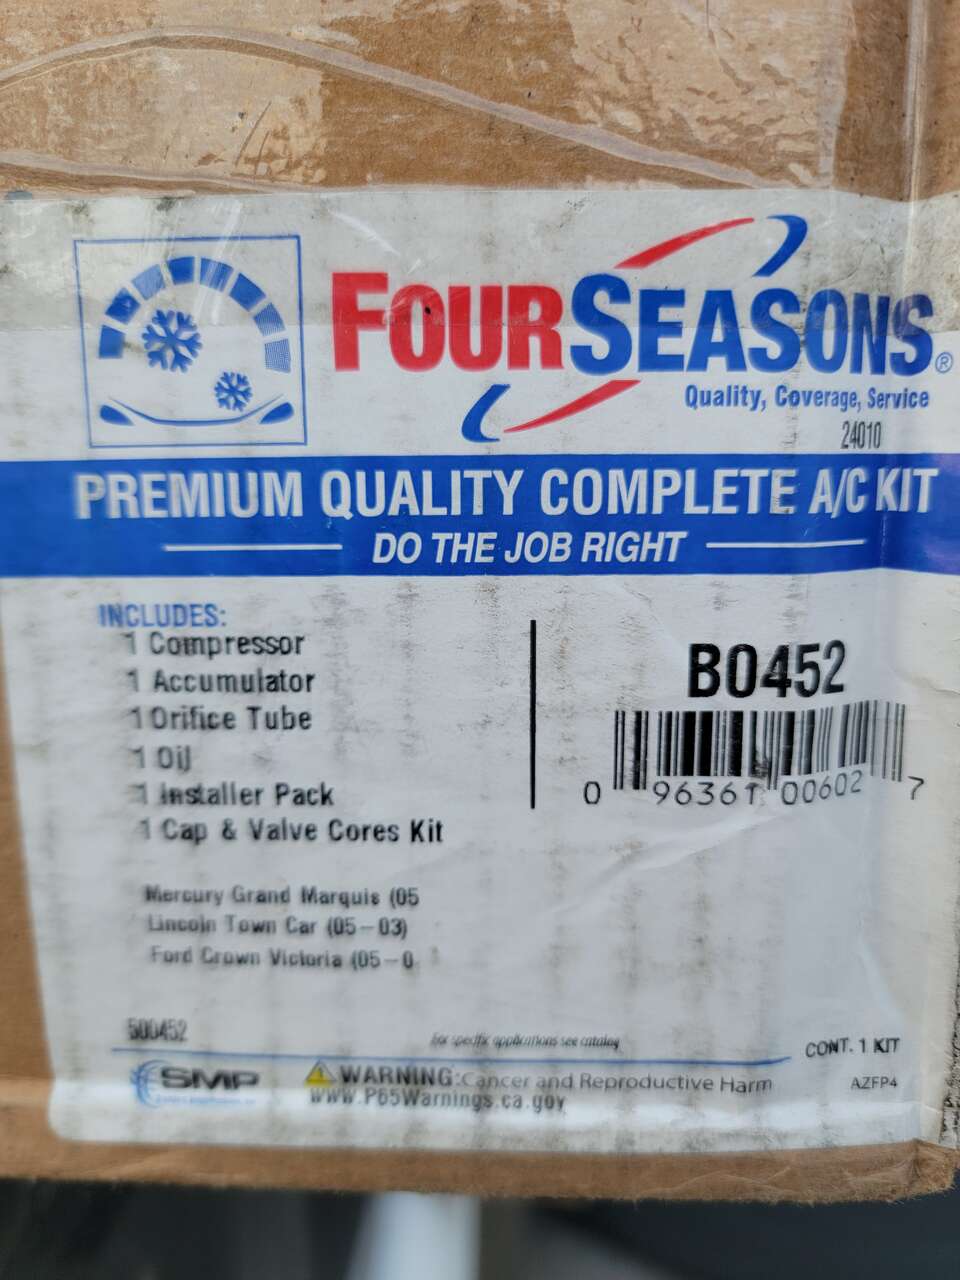 FOURSEASONS®
Quality, Coverage, Service
24010
PREMIUM QUALITY COMPLETE A/C KIT
DO THE JOB RIGHT
INCLUDES:
1 Compressor
1 Accumulator
1 Orifice Tube
1 Oil
1 Installer Pack
1 Cap & Valve Cores Kit
B0452
0 96361 00602 7
Mercury Grand Marquis (05
Lincoln Town Car (05-03)
Ford Crown Victoria (05-0
500452
For specific applications see catalog
CONT. 1 KIT
SMP
WARNING: Cancer and Reproductive Harm
www.P65Warnings.ca.gov
AZFP4